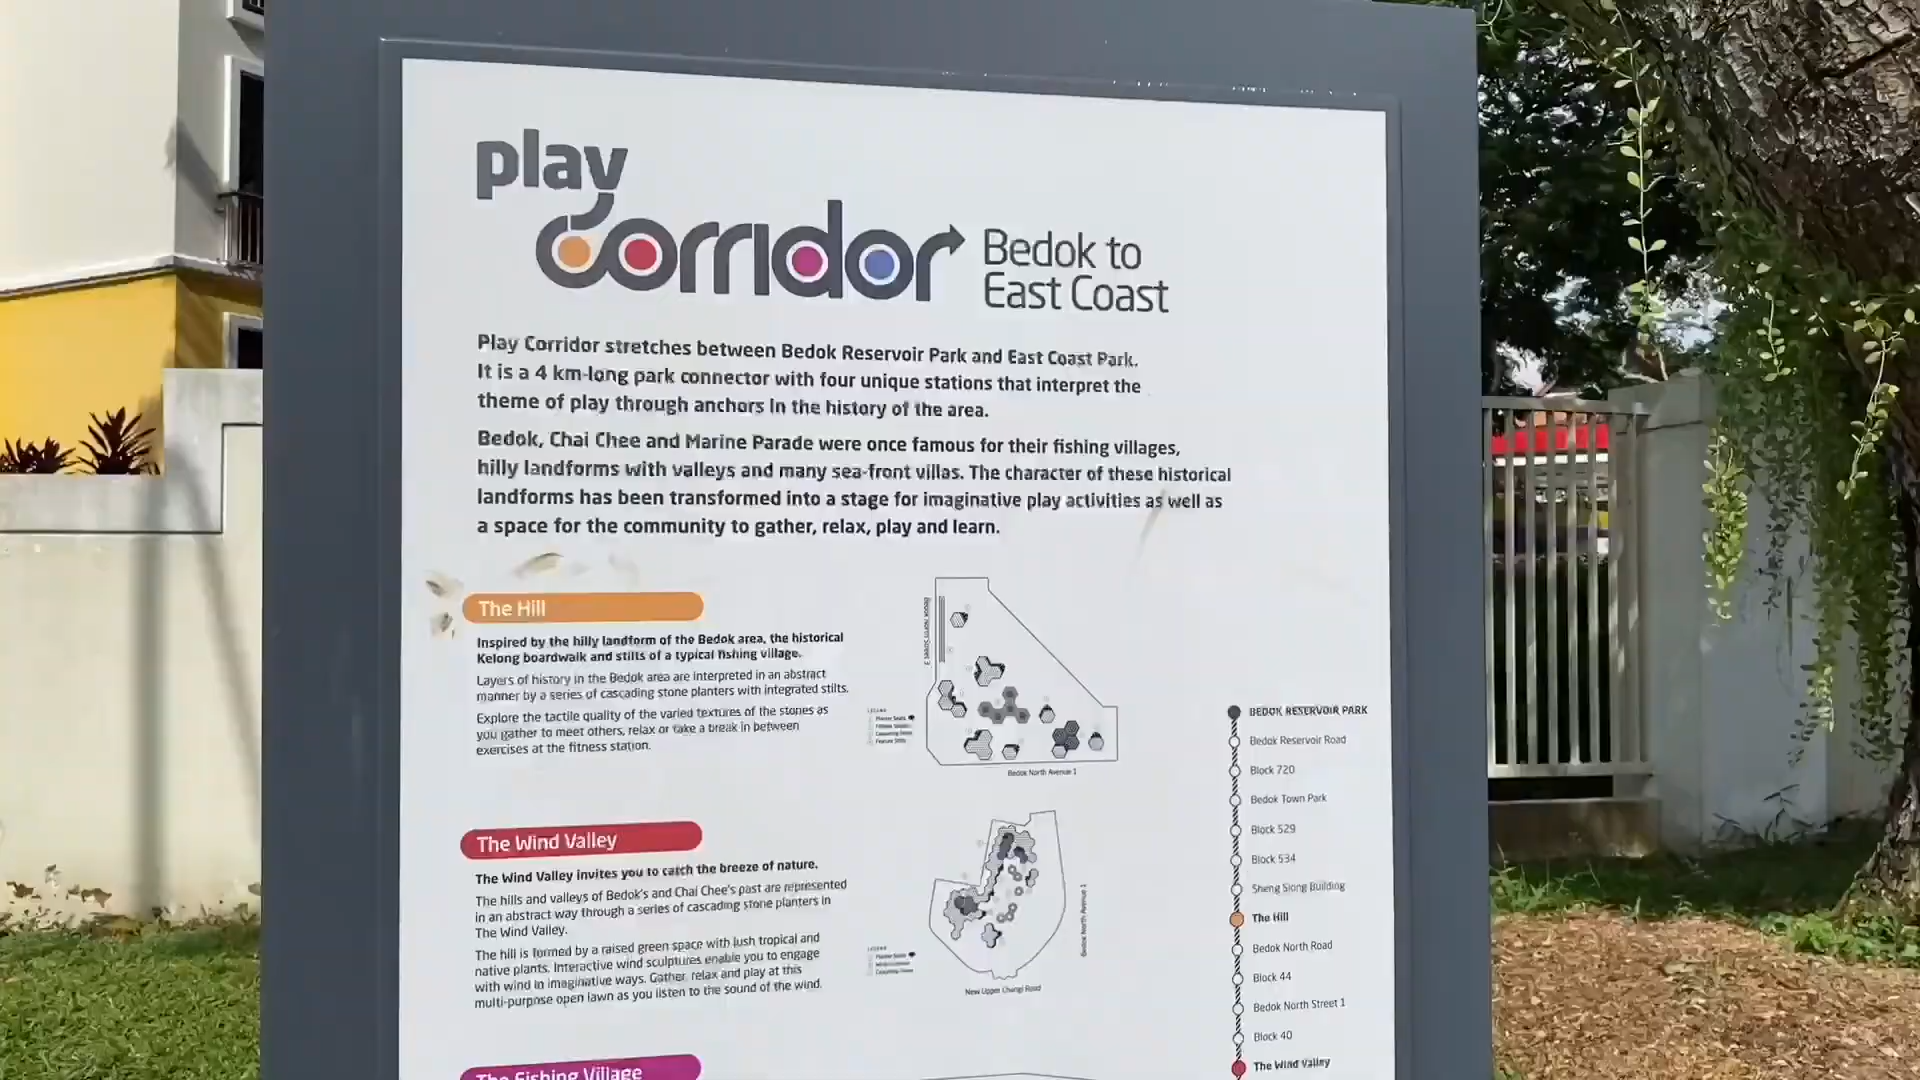 play
corridor
Bedok to
East Coast
Play Corridor stretches between Bedok Reservoir Park and East Coast Park.
It is a 4 km-long park connector with four unique stations that interpret the
theme of play through anchors in the history of the area.
Bedok, Chai Chee and Marine Parade were once famous for their fishing villages,
hilly landforms with valleys and many sea-front villas. The character of these historical
landforms has been transformed into a stage for imaginative play activities as well as
a space for the community to gather, relax, play and learn.
The Hill
Inspired by the hilly landform of the Bedok area, the historical
Kelong boardwalk and stilts of a typical fishing village.
Layers of history in the Bedok area are interpreted in an abstract
manner by a series of cascading stone planters with integrated stilts.
Explore the tactile quality of the varied textures of the stones as
you gather to meet others, relax or take a break in between
exercises at the fitness station.
Bedok North Street 3
Bedok North Avenue 1
The Wind Valley
The Wind Valley invites you to catch the breeze of nature.
The hills and valleys of Bedok's and Chai Chee's past are represented
in an abstract way through a series of cascading stone planters in
The Wind Valley.
The hill is formed by a raised green space with lush tropical and
native plants. Interactive wind sculptures enable you to engage
with wind in imaginative ways. Gather, relax and play at this
multi-purpose open lawn as you listen to the sound of the wind.
Bedok North Avenue 1
New Upper Changi Road
The Fishing Village
BEDOK RESERVOIR PARK
Bedok Reservoir Road
Block 720
Bedok Town Park
Block 529
Block 534
Sheng Siong Building
The Hill
Bedok North Road
Block 44
Bedok North Street 1
Block 40
The Wind Valley